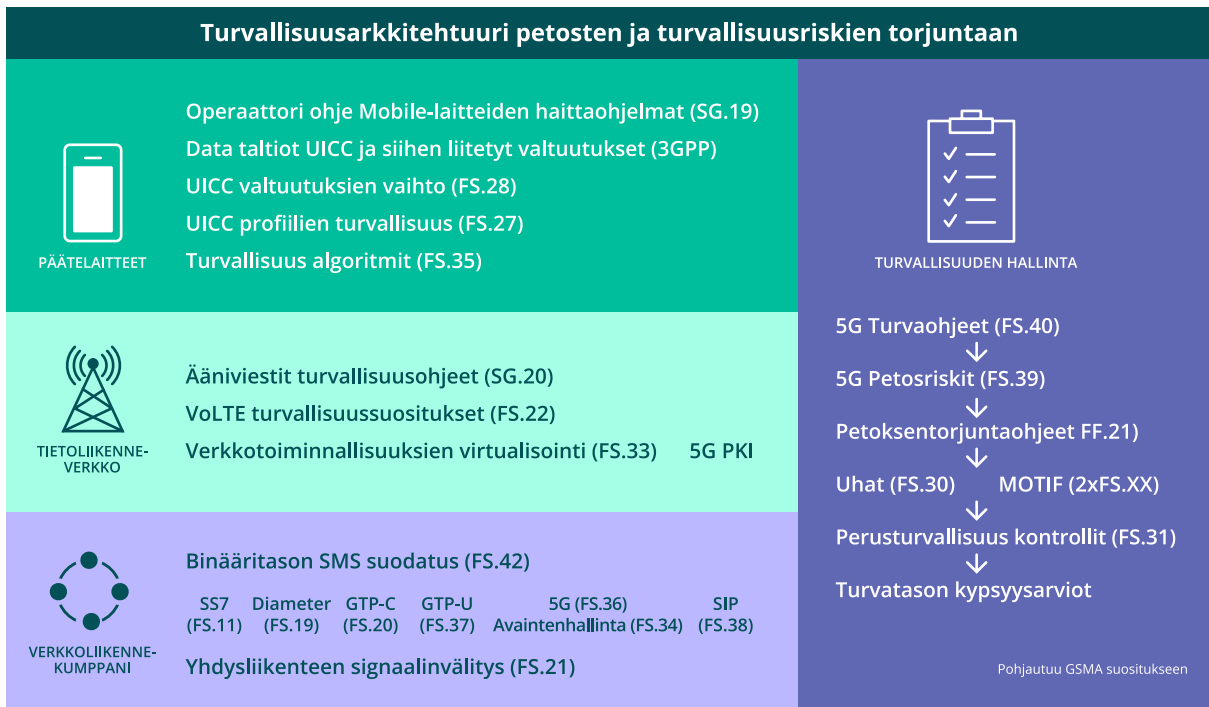 Turvallisuusarkkitehtuuri petosten ja turvallisuusriskien torjuntaan
PÄÄTELAITTEET
Operaattori ohje Mobile-laitteiden haittaohjelmat (SG.19)
Data taltiot UICC ja siihen liitetyt valtuutukset (3GPP)
UICC valtuutuksien vaihto (FS.28)
UICC profiilien turvallisuus (FS.27)
Turvallisuus algoritmit (FS.35)
TIETOLIIKENNE-
VERKKO
Ääniviestit turvallisuusohjeet (SG.20)
VoLTE turvallisuussuositukset (FS.22)
Verkkotoiminnallisuuksien virtualisointi (FS.33) 5G PKI
VERKKOLIIKENNE-
KUMPPANI
Binääritason SMS suodatus (FS.42)
SS7 Diameter GTP-C GTP-U 5G (FS.36) SIP
(FS.11) (FS.19) (FS.20) (FS.37) Avaintenhallinta (FS.34) (FS.38)
Yhdysliikenteen signaalinvälitys (FS.21)
TURVALLISUUDEN HALLINTA
5G Turvaohjeet (FS.40)
5G Petosriskit (FS.39)
Petoksentorjuntaohjeet FF.21)
Uhat (FS.30) MOTIF (2xFS.XX)
Perusturvallisuus kontrollit (FS.31)
Turvatason kypsyysarviot
Pohjautuu GSMA suositukseen